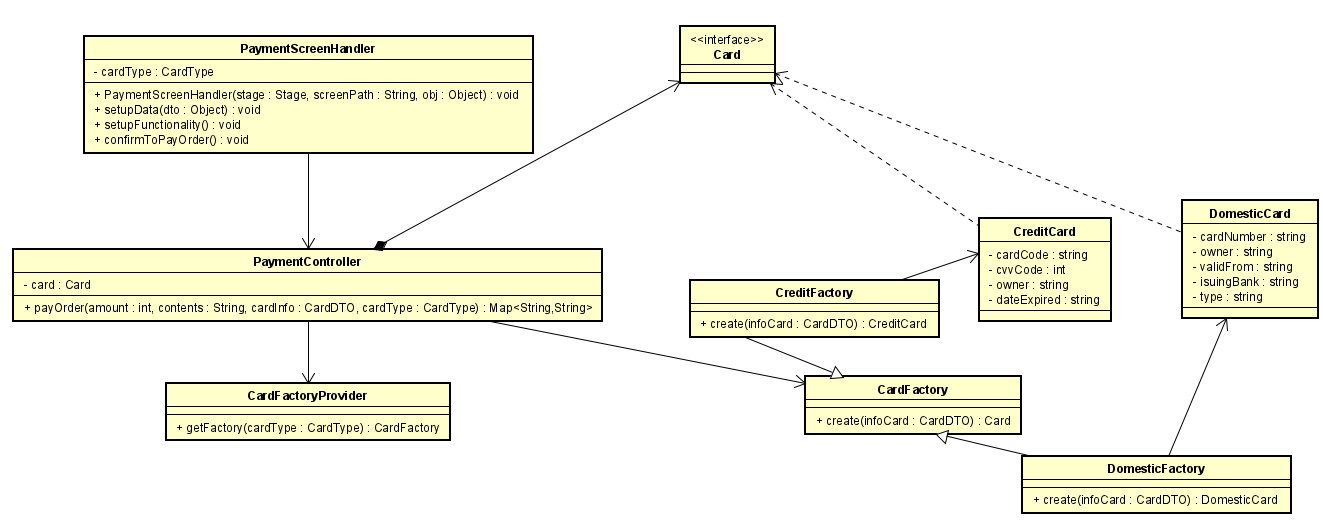 PaymentScreenHandler
- cardType : CardType
+ PaymentScreenHandler(stage : Stage, screenPath : String, obj : Object) : void
+ setupData(dto : Object) : void
+ setupFunctionality() : void
+ confirmToPayOrder() : void
<<interface>>
Card
PaymentController
- card : Card
+ payOrder(amount : int, contents : String, cardInfo : CardDTO, cardType : CardType) : Map<String,String>
CreditCard
- cardCode : string
- cvvCode : int
- owner : string
- dateExpired : string
DomesticCard
- cardNumber : string
- owner : string
- validFrom : string
- isuingBank : string
- type : string
CreditFactory
+ create(infoCard : CardDTO) : CreditCard
CardFactoryProvider
+ getFactory(cardType : CardType) : CardFactory
CardFactory
+ create(infoCard : CardDTO) : Card
DomesticFactory
+ create(infoCard : CardDTO) : DomesticCard